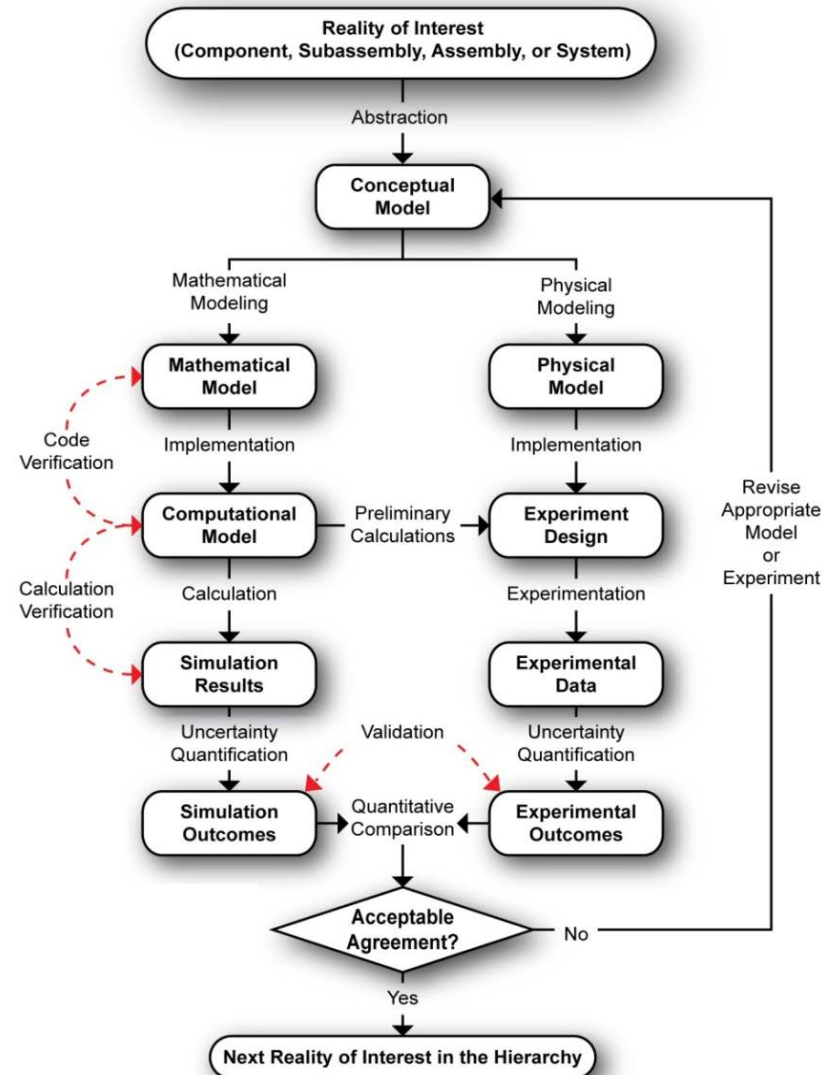 Reality of Interest
(Component, Subassembly, Assembly, or System)
Abstraction
Conceptual
Model
Mathematical
Modeling
Physical
Modeling
Mathematical
Model
Physical
Model
Code
Verification
Implementation
Implementation
Computational
Model
Preliminary
Calculations
Experiment
Design
Revise
Appropriate
Model
or
Experiment
Calculation
Verification
Calculation
Experimentation
Simulation
Results
Experimental
Data
Uncertainty
Quantification
Validation
Uncertainty
Quantification
Simulation
Outcomes
Quantitative
Comparison
Experimental
Outcomes
Acceptable
Agreement?
No
Yes
Next Reality of Interest in the Hierarchy